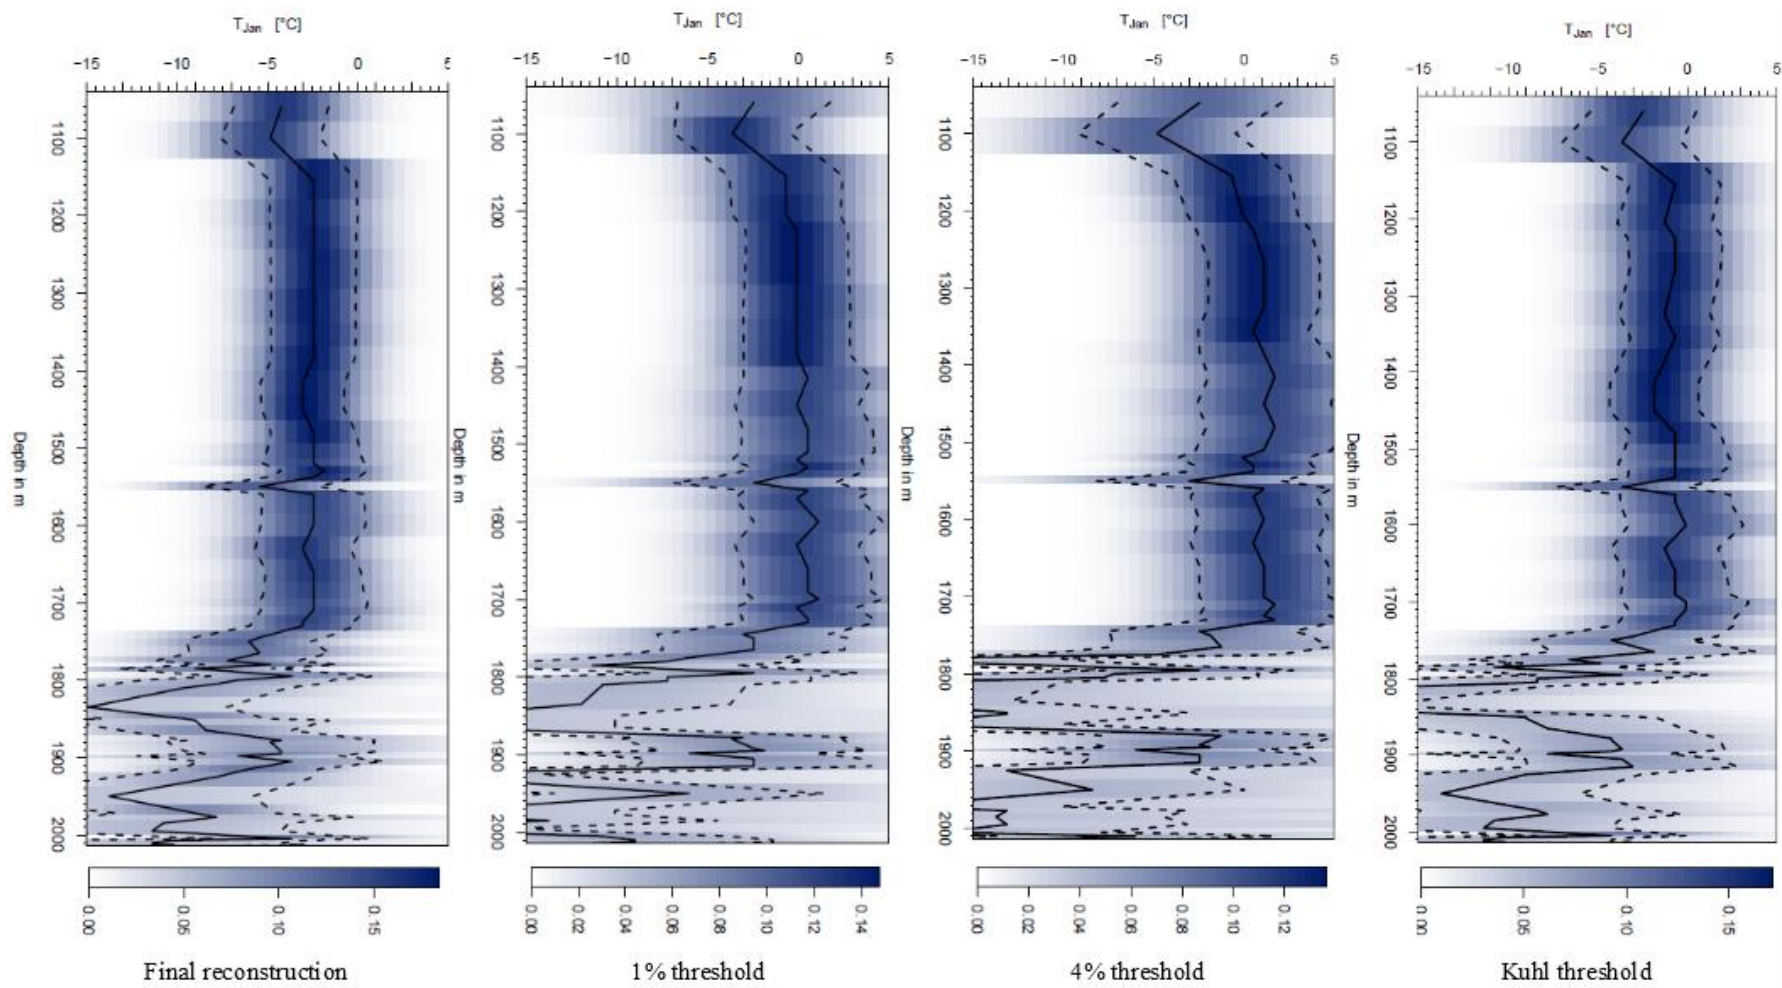 T_Jan [°C]
−15 −10 −5 0 5
1100 1200 1300 1400 1500 1600 1700 1800 1900 2000
Depth in m
0.00 0.05 0.10 0.15
Final reconstruction
T_Jan [°C]
−15 −10 −5 0 5
1100 1200 1300 1400 1500 1600 1700 1800 1900 2000
Depth in m
0.00 0.02 0.04 0.06 0.08 0.10 0.12 0.14
1% threshold
T_Jan [°C]
−15 −10 −5 0 5
1100 1200 1300 1400 1500 1600 1700 1800 1900 2000
Depth in m
0.00 0.02 0.04 0.06 0.08 0.10 0.12
4% threshold
T_Jan [°C]
−15 −10 −5 0 5
1100 1200 1300 1400 1500 1600 1700 1800 1900 2000
Depth in m
0.00 0.05 0.10 0.15
Kuhl threshold